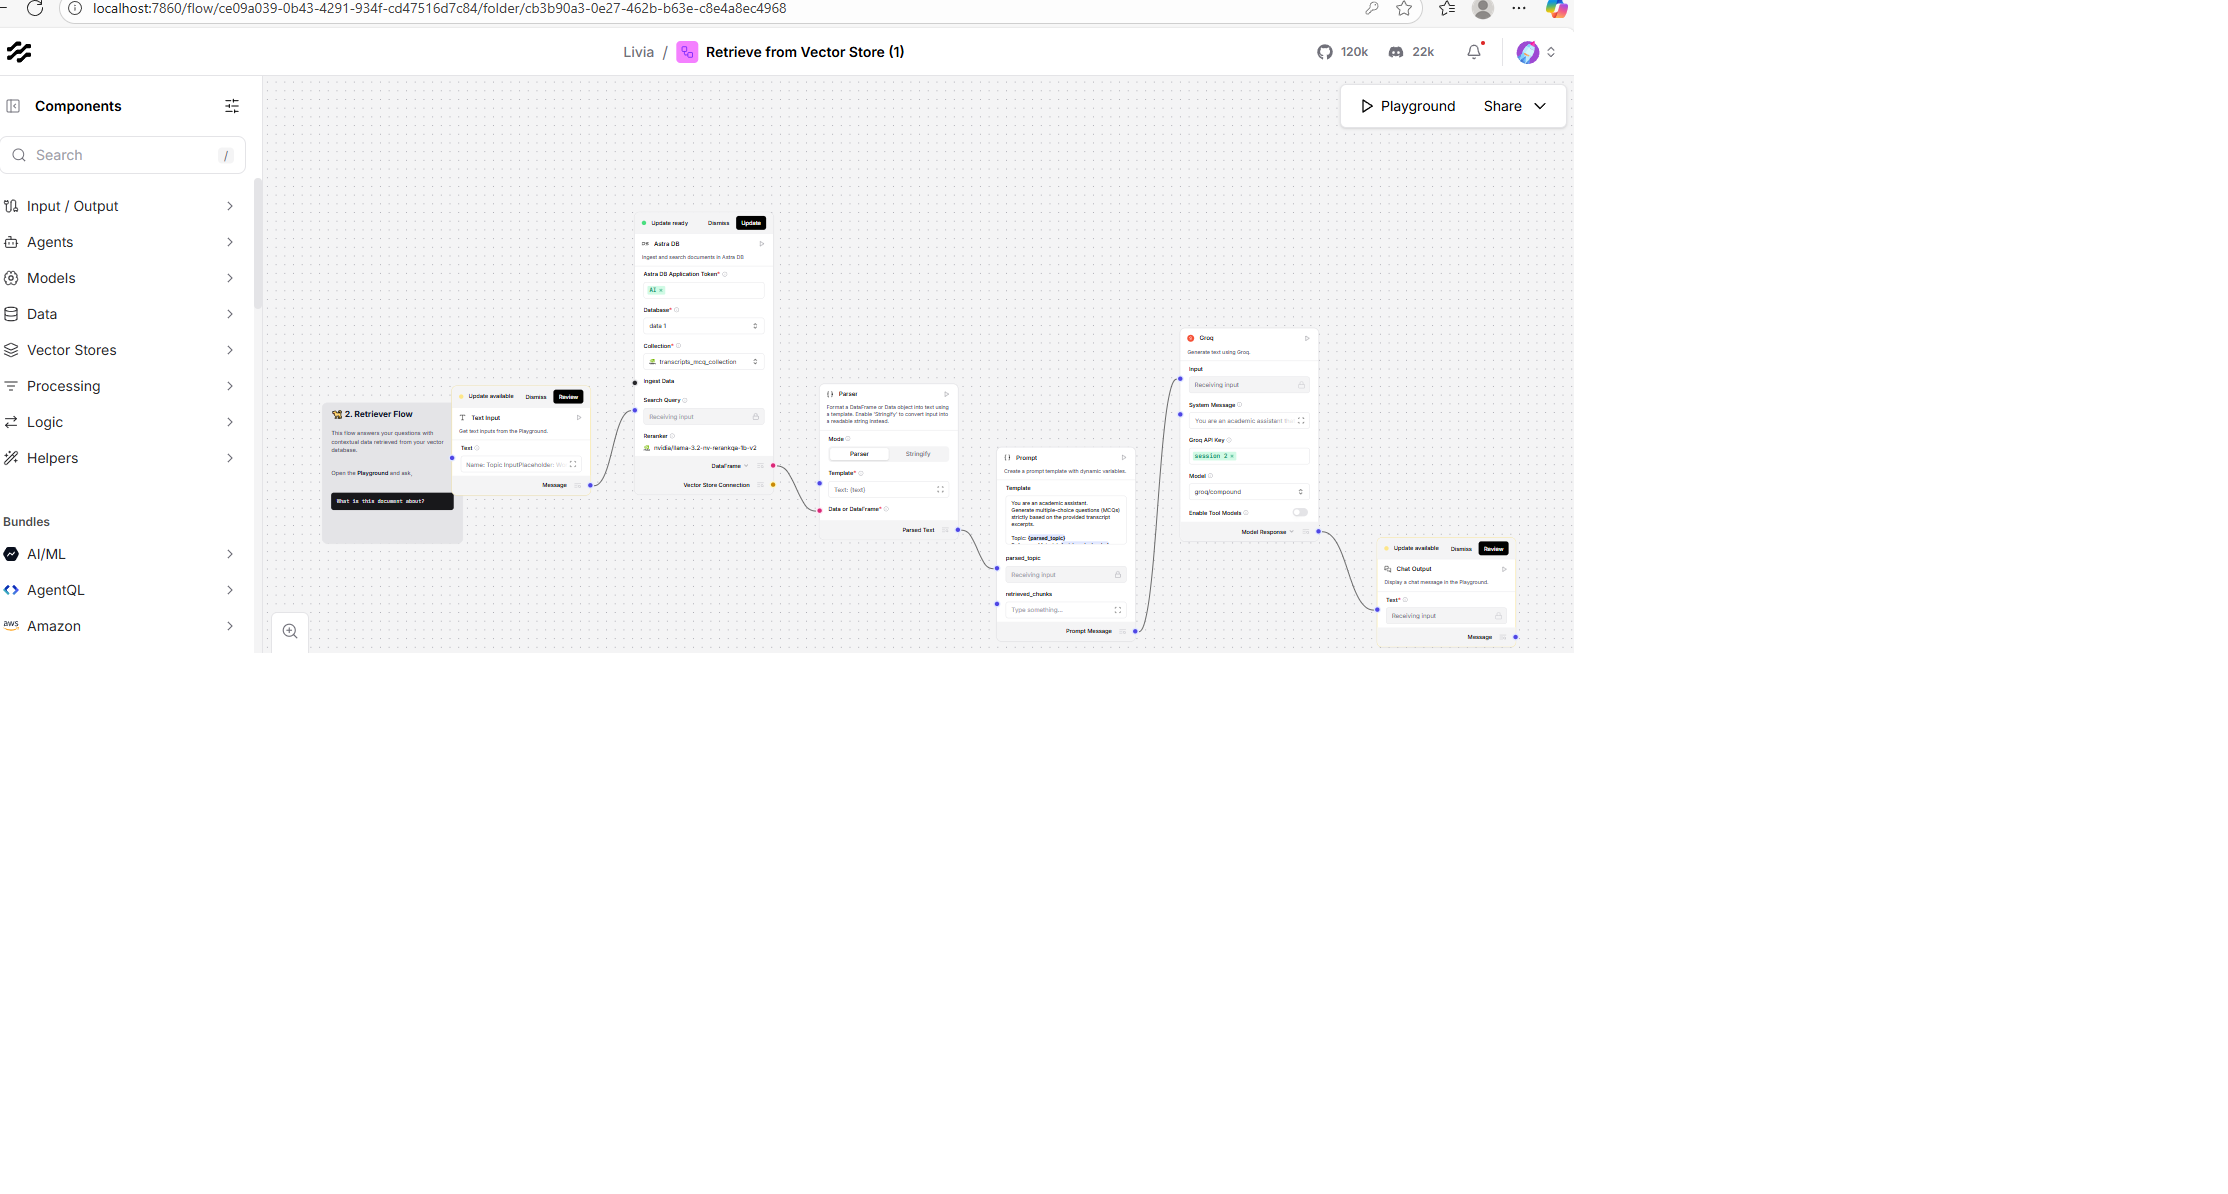 localhost:7860/flow/ce09a039-0b43-4291-934f-cd47516d7c84/folder/cb3b90a3-0e27-462b-b63e-c8e4a8ec4968
Livia / Retrieve from Vector Store (1)
120k
22k
Components
Playground
Share
Search
/
Input / Output
Agents
Models
Data
Vector Stores
Processing
Logic
Helpers
Bundles
AI/ML
AgentQL
aws
Amazon
2. Retriever Flow
This flow answers your questions with
contextual data retrieved from your vector
database.
Open the Playground and ask,
What is this document about?
Update available
Dismiss
Review
Text Input
Get text inputs from the Playground.
Text
Name: Topic InputPlaceholder:
Message
Update ready
Dismiss
Update
Astra DB
Ingest and search documents in Astra DB
Astra DB Application Token*
AI ×
Database*
data 1
Collection*
transcripts_mcq_collection
Ingest Data
Search Query
Receiving input
Reranker
nvidia/llama-3.2-nv-rerankqa-1b-v2
DataFrame
Vector Store Connection
Parser
Format a DataFrame or Data object into text using
a template. Enable 'Stringify' to convert input into
a readable string instead.
Mode
Parser
Stringify
Template*
Text: {text}
Data or DataFrame*
Parsed Text
Prompt
Create a prompt template with dynamic variables.
Template
You are an academic assistant.
Generate multiple-choice questions (MCQs)
strictly based on the provided transcript
excerpts.
Topic: {parsed_topic}
parsed_topic
Receiving input
retrieved_chunks
Type something...
Prompt Message
Groq
Generate text using Groq.
Input
Receiving input
System Message
You are an academic assistant
Groq API Key
session 2 ×
Model
groq/compound
Enable Tool Models
Model Response
Update available
Dismiss
Review
Chat Output
Display a chat message in the Playground.
Text*
Receiving input
Message